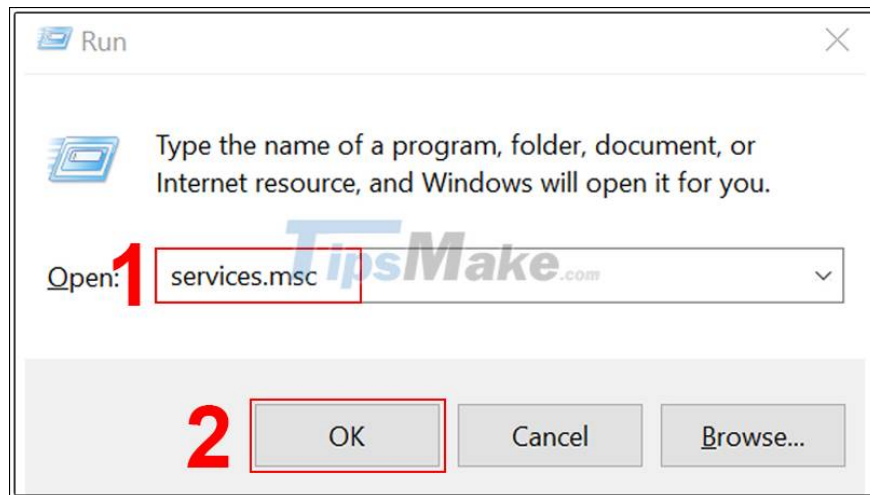 Run
Type the name of a program, folder, document, or
Internet resource, and Windows will open it for you.
TipsMake.com
Open: 1 services.msc
2 OK Cancel Browse...